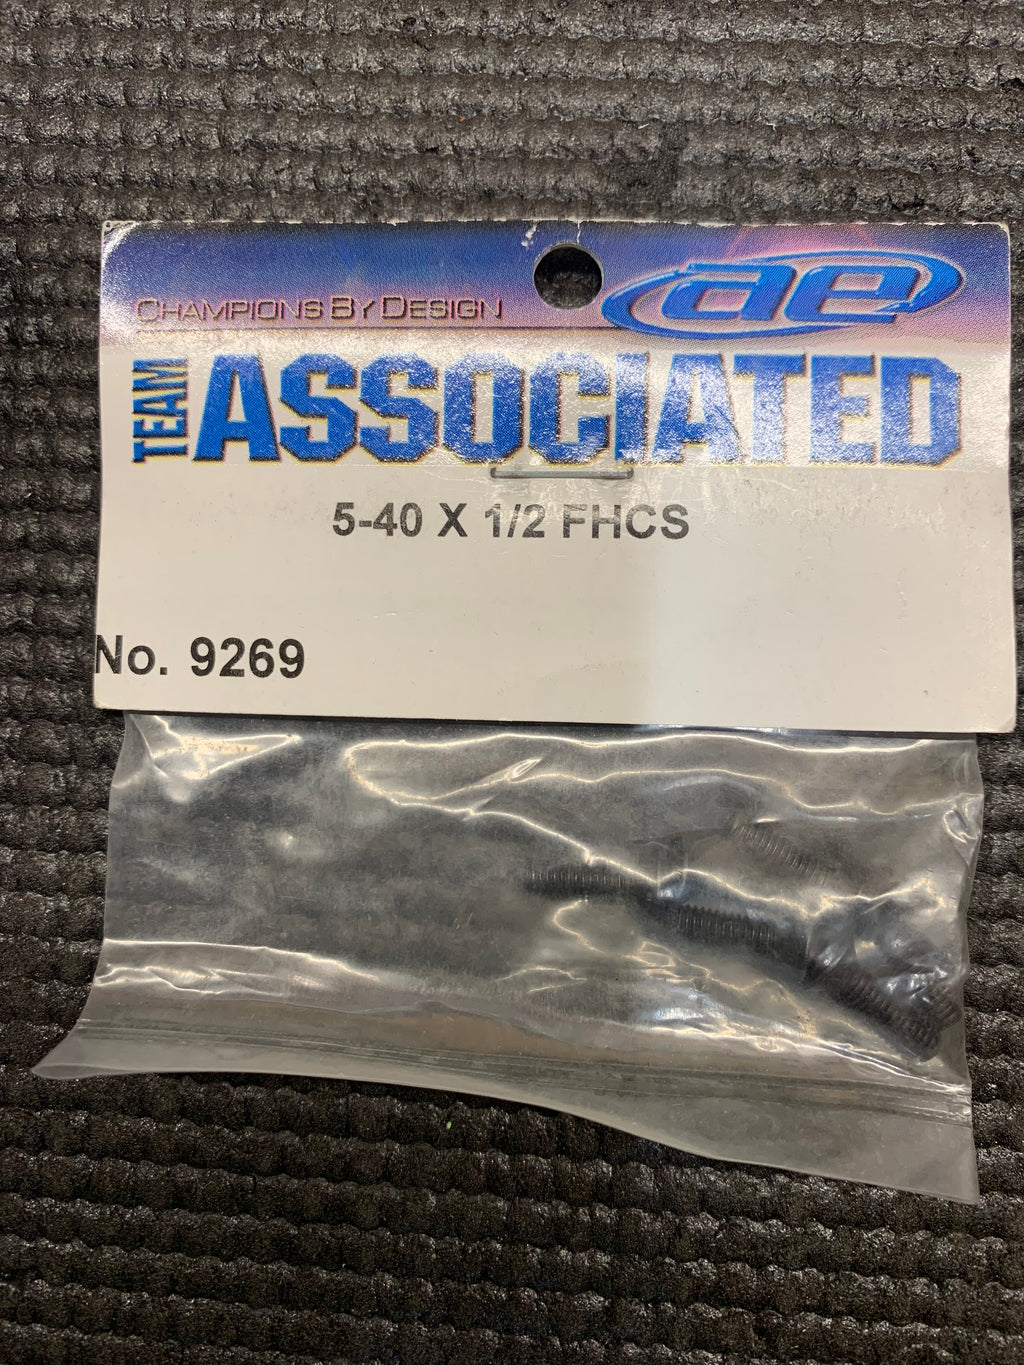 CHAMPIONS BY DESIGN
ae
TEAM ASSOCIATED
5-40 X 1/2 FHCS
No. 9269